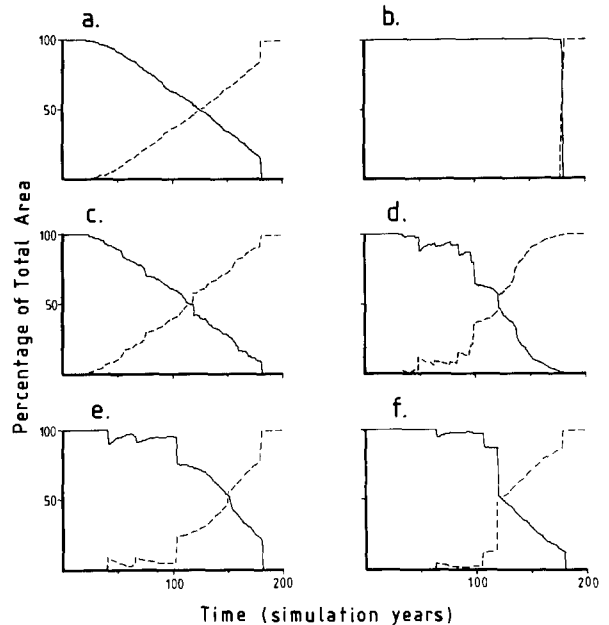 a.
b.
100
50
c.
d.
100
50
e.
f.
100
50
100
200
100
200
Percentage of Total Area
Time (simulation years)